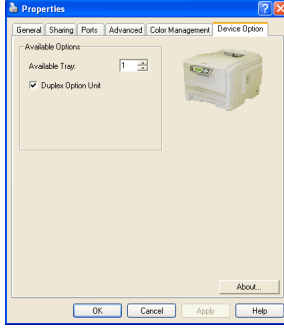 Properties
General Sharing Ports Advanced Color Management Device Option
Available Options
Available Tray: 1
Duplex Option Unit
About...
OK Cancel Apply Help